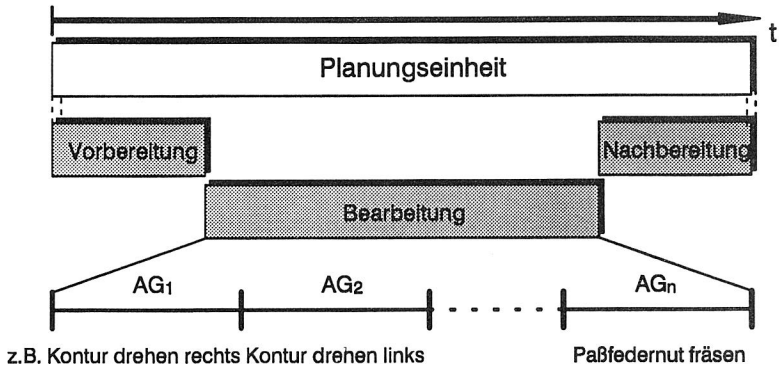 t
Planungseinheit
Vorbereitung
Nachbereitung
Bearbeitung
AG1 AG2 AGn
z.B. Kontur drehen rechts Kontur drehen links Paßfedernut fräsen